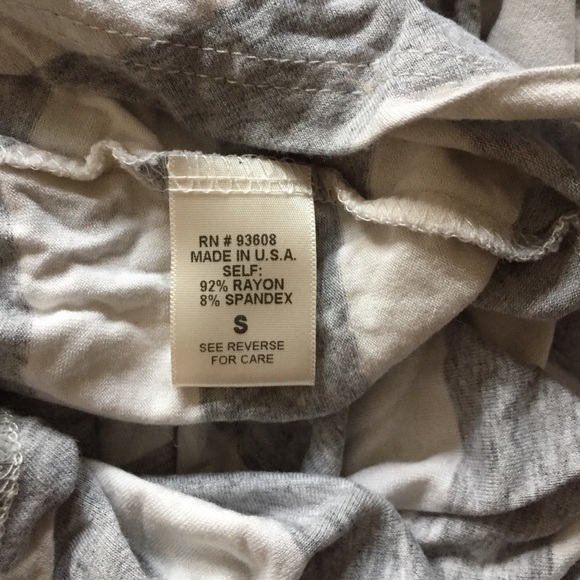 RN # 93608
MADE IN U.S.A.
SELF:
92% RAYON
8% SPANDEX
S
SEE REVERSE
FOR CARE